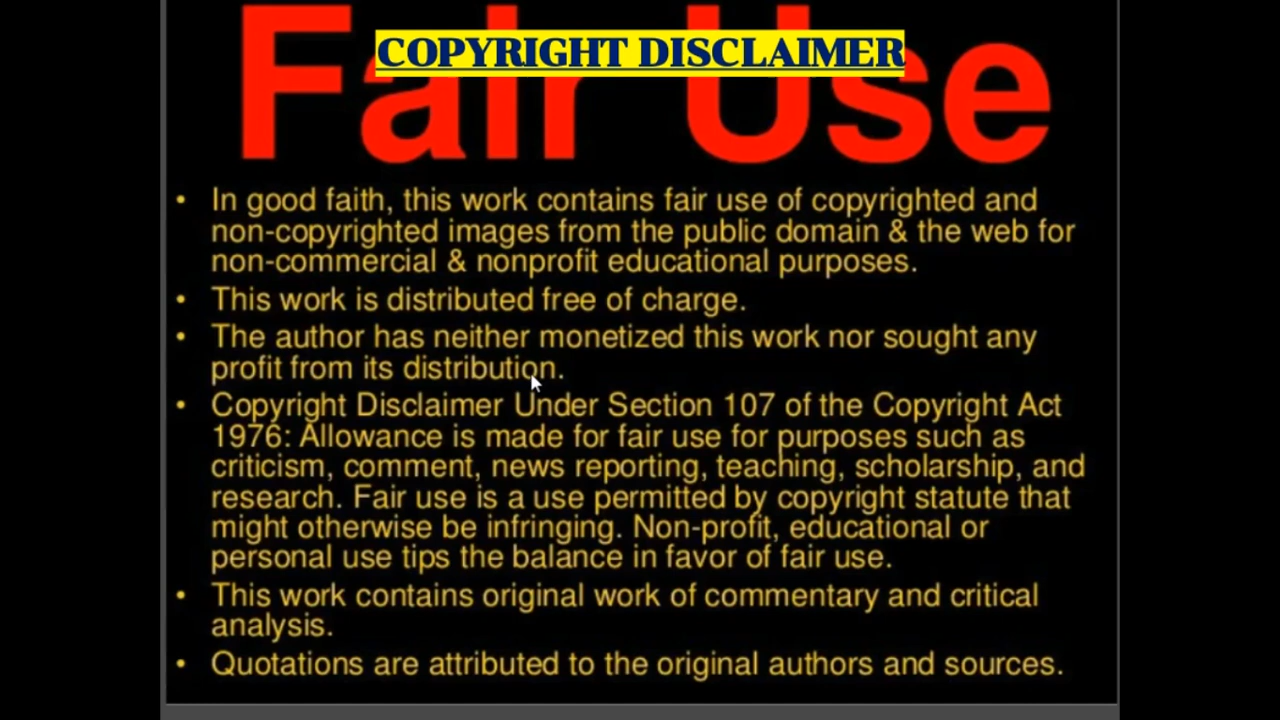 Fair Use
COPYRIGHT DISCLAIMER
• In good faith, this work contains fair use of copyrighted and
non-copyrighted images from the public domain & the web for
non-commercial & nonprofit educational purposes.
• This work is distributed free of charge.
• The author has neither monetized this work nor sought any
profit from its distribution.
• Copyright Disclaimer Under Section 107 of the Copyright Act
1976: Allowance is made for fair use for purposes such as
criticism, comment, news reporting, teaching, scholarship, and
research. Fair use is a use permitted by copyright statute that
might otherwise be infringing. Non-profit, educational or
personal use tips the balance in favor of fair use.
• This work contains original work of commentary and critical
analysis.
• Quotations are attributed to the original authors and sources.